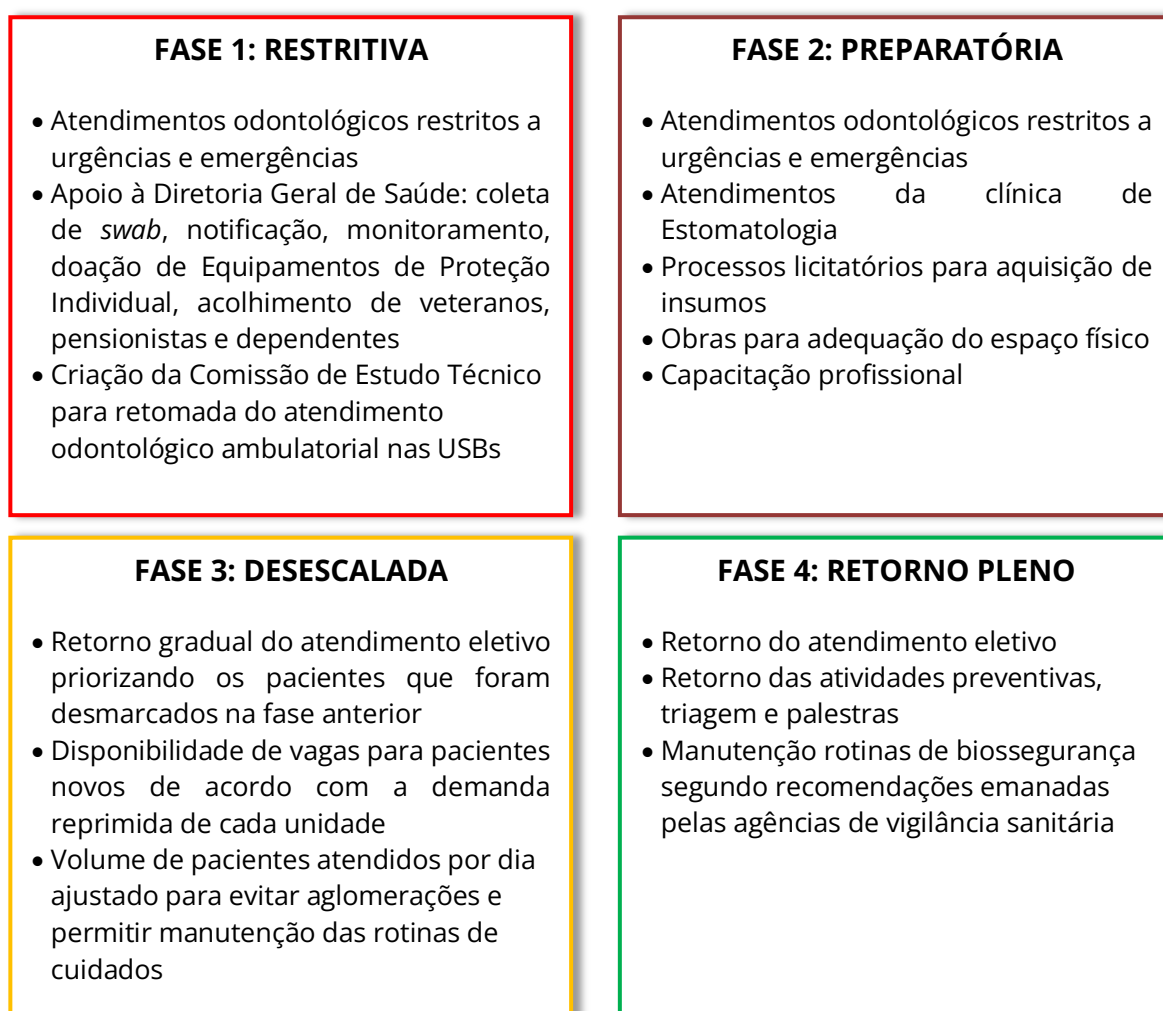 FASE 1: RESTRITIVA
• Atendimentos odontológicos restritos a
urgências e emergências
• Apoio à Diretoria Geral de Saúde: coleta
de swab, notificação, monitoramento,
doação de Equipamentos de Proteção
Individual, acolhimento de veteranos,
pensionistas e dependentes
• Criação da Comissão de Estudo Técnico
para retomada do atendimento
odontológico ambulatorial nas USBs
FASE 2: PREPARATÓRIA
• Atendimentos odontológicos restritos a
urgências e emergências
• Atendimentos da clínica de
Estomatologia
• Processos licitatórios para aquisição de
insumos
• Obras para adequação do espaço físico
• Capacitação profissional
FASE 3: DESESCALADA
• Retorno gradual do atendimento eletivo
priorizando os pacientes que foram
desmarcados na fase anterior
• Disponibilidade de vagas para pacientes
novos de acordo com a demanda
reprimida de cada unidade
• Volume de pacientes atendidos por dia
ajustado para evitar aglomerações e
permitir manutenção das rotinas de
cuidados
FASE 4: RETORNO PLENO
• Retorno do atendimento eletivo
• Retorno das atividades preventivas,
triagem e palestras
• Manutenção rotinas de biossegurança
segundo recomendações emanadas
pelas agências de vigilância sanitária